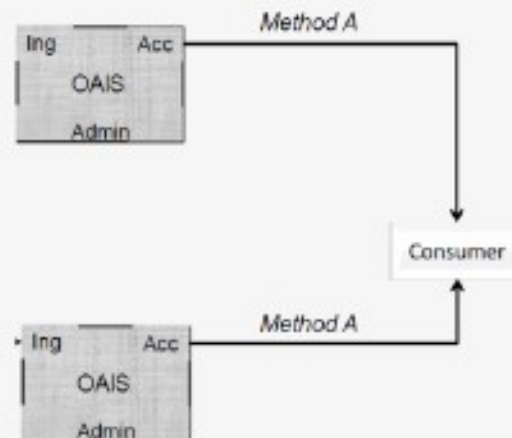 Method A
Ing Acc
OAIS
Admin
Consumer
Method A
Ing Acc
OAIS
Admin